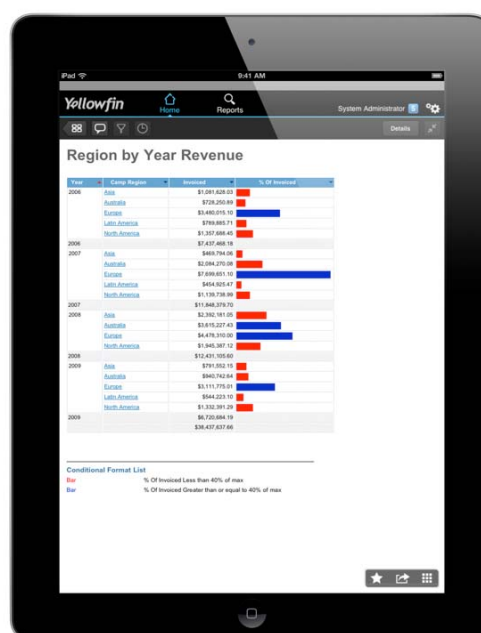 iPad 9:41 AM
Yellowfin Home Reports System Administrator
Details
Region by Year Revenue
Year Camp Region Invoiced % Of Invoiced
2006 Asia $1,081,628.03
Australia $728,250.89
Europe $3,480,015.10
Latin America $789,885.71
North America $1,357,688.45
2006 $7,437,468.18
2007 Asia $469,794.06
Australia $2,084,270.08
Europe $7,699,651.10
Latin America $454,925.47
North America $1,139,738.99
2007 $11,848,379.70
2008 Asia $2,392,181.05
Australia $3,615,227.43
Europe $4,478,310.00
North America $1,945,387.12
2008 $12,431,105.60
2009 Asia $791,552.15
Australia $940,742.64
Europe $3,111,775.01
Latin America $544,223.10
North America $1,332,391.29
2009 $6,720,684.19
$38,437,637.66
Conditional Format List
Bar % Of Invoiced Less than 40% of max
Bar % Of Invoiced Greater than or equal to 40% of max